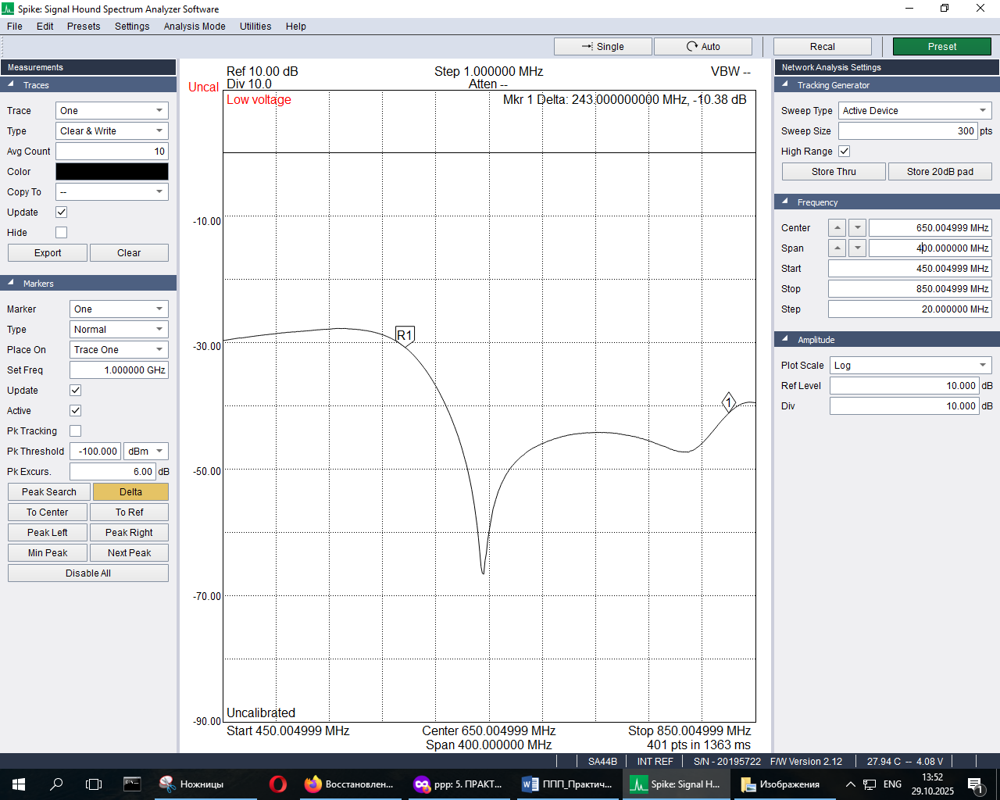 Spike: Signal Hound Spectrum Analyzer Software
File Edit Presets Settings Analysis Mode Utilities Help
Single Auto Recal Preset
Measurements
Traces
Trace One
Type Clear & Write
Avg Count 10
Color
Copy To --
Update
Hide
Export Clear
Markers
Marker One
Type Normal
Place On Trace One
Set Freq 1.000000 GHz
Update
Active
Pk Tracking
Pk Threshold -100.000 dBm
Pk Excurs. 6.00 dB
Peak Search Delta
To Center To Ref
Peak Left Peak Right
Min Peak Next Peak
Disable All
Ref 10.00 dB Step 1.000000 MHz VBW --
Div 10.0 Atten --
Uncal
Low voltage Mkr 1 Delta: 243.000000000 MHz, -10.38 dB
-10.00
R1
-30.00
1
-50.00
-70.00
-90.00
Uncalibrated
Start 450.004999 MHz Center 650.004999 MHz Stop 850.004999 MHz
Span 400.000000 MHz 401 pts in 1363 ms
Network Analysis Settings
Tracking Generator
Sweep Type Active Device
Sweep Size 300 pts
High Range
Store Thru Store 20dB pad
Frequency
Center 650.004999 MHz
Span 400.000000 MHz
Start 450.004999 MHz
Stop 850.004999 MHz
Step 20.000000 MHz
Amplitude
Plot Scale Log
Ref Level 10.000 dB
Div 10.000 dB
SA44B INT REF S/N - 20195722 F/W Version 2.12 27.94 C -- 4.08 V
Ножницы Восстановлен... ppp: 5. ПРАКТ... ППП_Практич... Spike: Signal H... Изображения ENG 13:52
29.10.2025 1